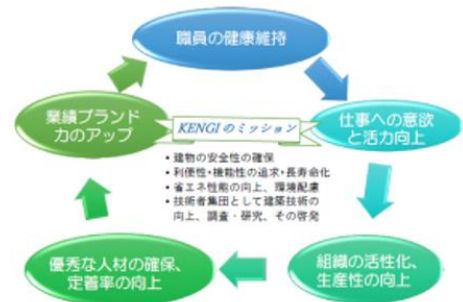 職員の健康維持
業績ブランド
力のアップ
KENGIのミッション
仕事への意欲
と活力向上
・建物の安全性の確保
・利便性・機能性の追求・長寿命化
・省エネ性能の向上、環境配慮
・技術者集団として建築技術の
向上、調査・研究、その啓発
優秀な人材の確保、
定着率の向上
組織の活性化、
生産性の向上